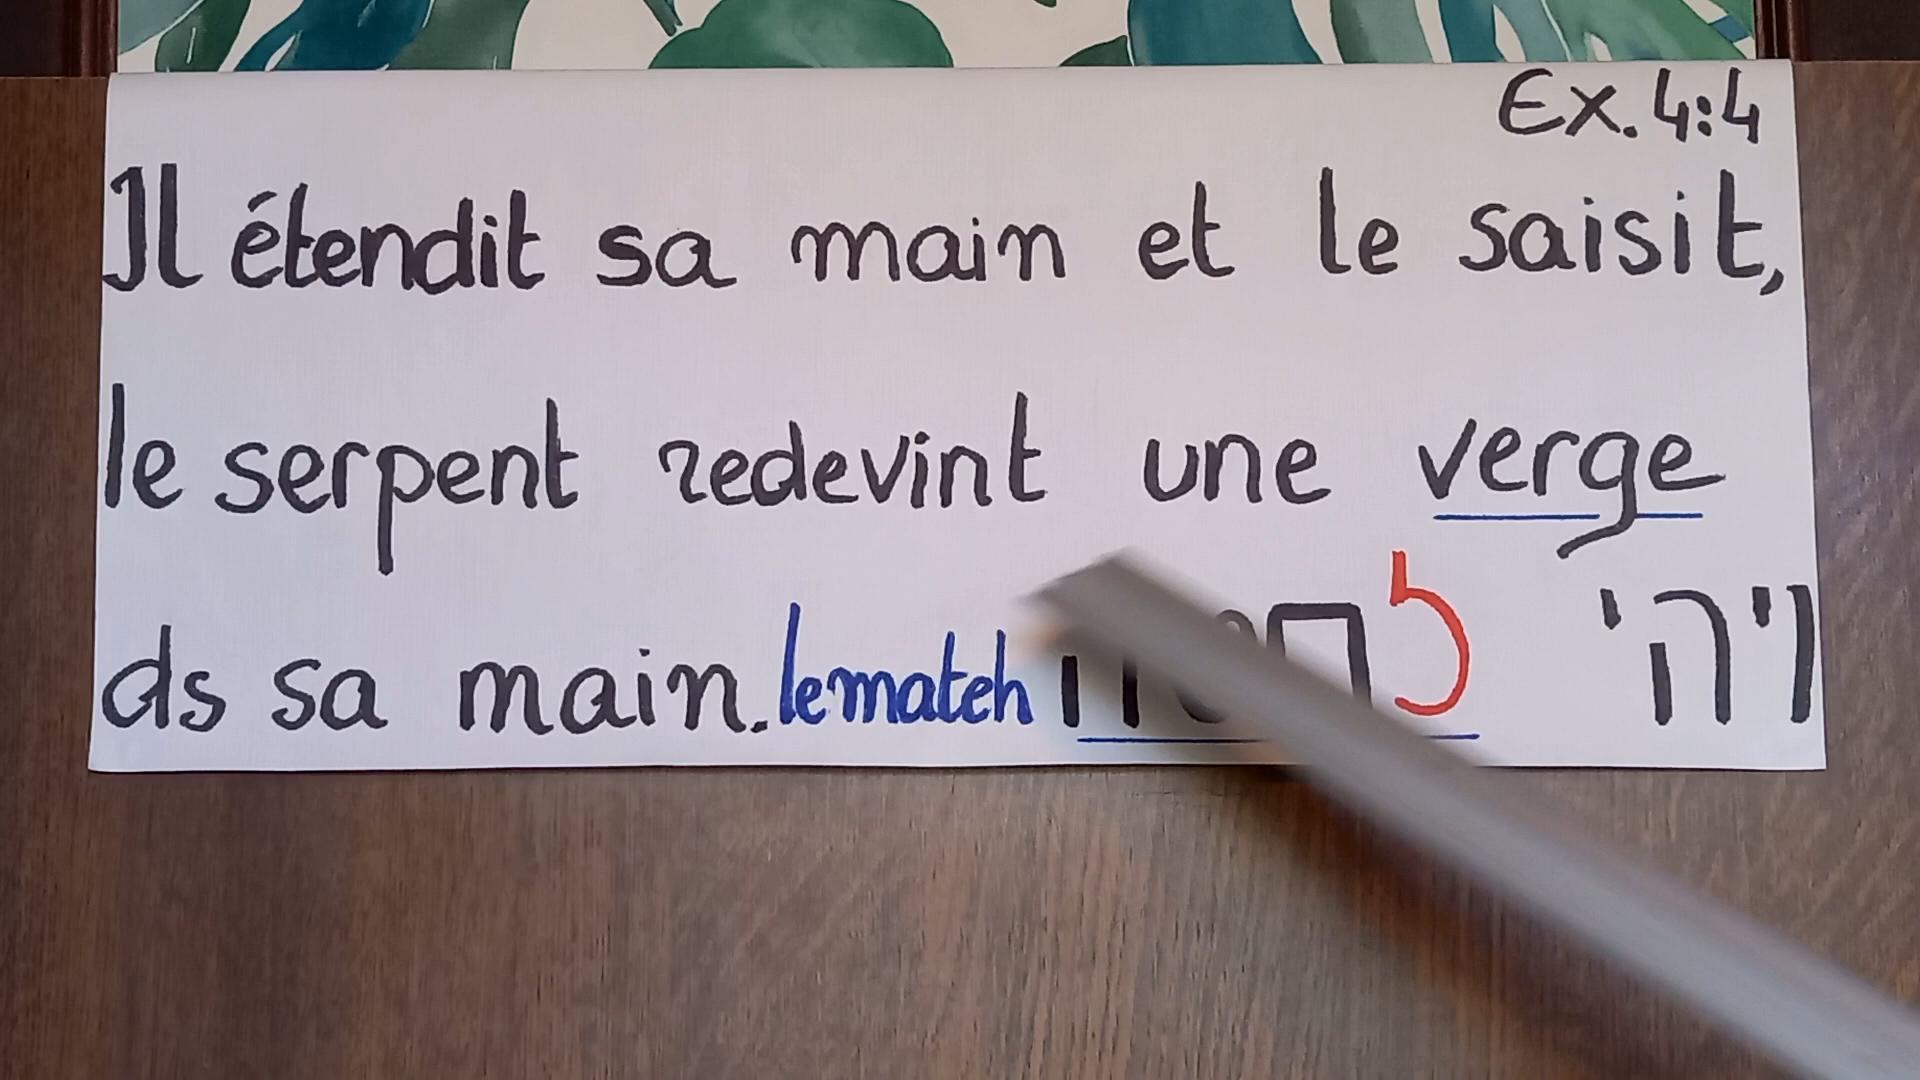 Ex. 4:4
Il étendit sa main et le saisit,
le serpent redevint une verge
ds sa main. lemateh ויהי